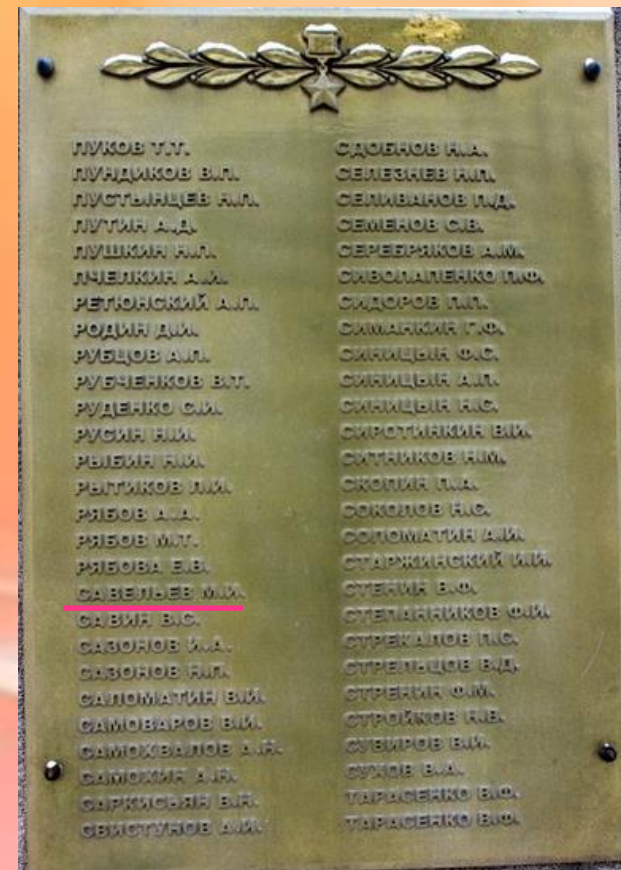 ПУКОВ Т.Т.
ПУНДИКОВ В.П.
ПУСТЫНЦЕВ Н.П.
ПУТИН А.Д.
ПУШКИН Н.П.
ПЧЕЛКИН А.И.
РЕТЮНСКИЙ А.П.
РОДИН Д.И.
РУБЦОВ А.П.
РУБЧЕНКОВ В.Т.
РУДЕНКО С.И.
РУСИН Н.И.
РЫБИН Н.И.
РЫТИКОВ Л.И.
РЯБОВ А.А.
РЯБОВ М.Т.
РЯБОВА Е.В.
САВЕЛЬЕВ М.И.
САВИН В.С.
САЗОНОВ И.А.
САЗОНОВ Н.П.
САЛОМАТИН В.И.
САМОВАРОВ В.И.
САМОХВАЛОВ А.Н.
САМОХИН А.Н.
САРКИСЬЯН В.Н.
СВИСТУНОВ А.И.
СДОБНОВ Н.А.
СЕЛЕЗНЕВ Н.П.
СЕЛИВАНОВ П.Д.
СЕМЕНОВ С.В.
СЕРЕБРЯКОВ А.М.
СИВОЛАПЕНКО П.Ф.
СИДОРОВ П.П.
СИМАНКИН Г.Ф.
СИНИЦЫН Ф.С.
СИНИЦЫН А.П.
СИНИЦЫН Н.С.
СИРОТИНКИН В.И.
СИТНИКОВ Н.М.
СКОПИН П.А.
СОКОЛОВ Н.С.
СОЛОМАТИН А.И.
СТАРЖИНСКИЙ И.И.
СТЕНИН В.Ф.
СТЕПАННИКОВ Ф.И.
СТРЕКАЛОВ П.С.
СТРЕЛЬЦОВ В.Д.
СТРЕНИН Ф.М.
СТРОЙКОВ Н.В.
СУВИРОВ В.И.
СУХОВ В.А.
ТАРАСЕНКО В.Ф.
ТАРАСЕНКО В.Ф.